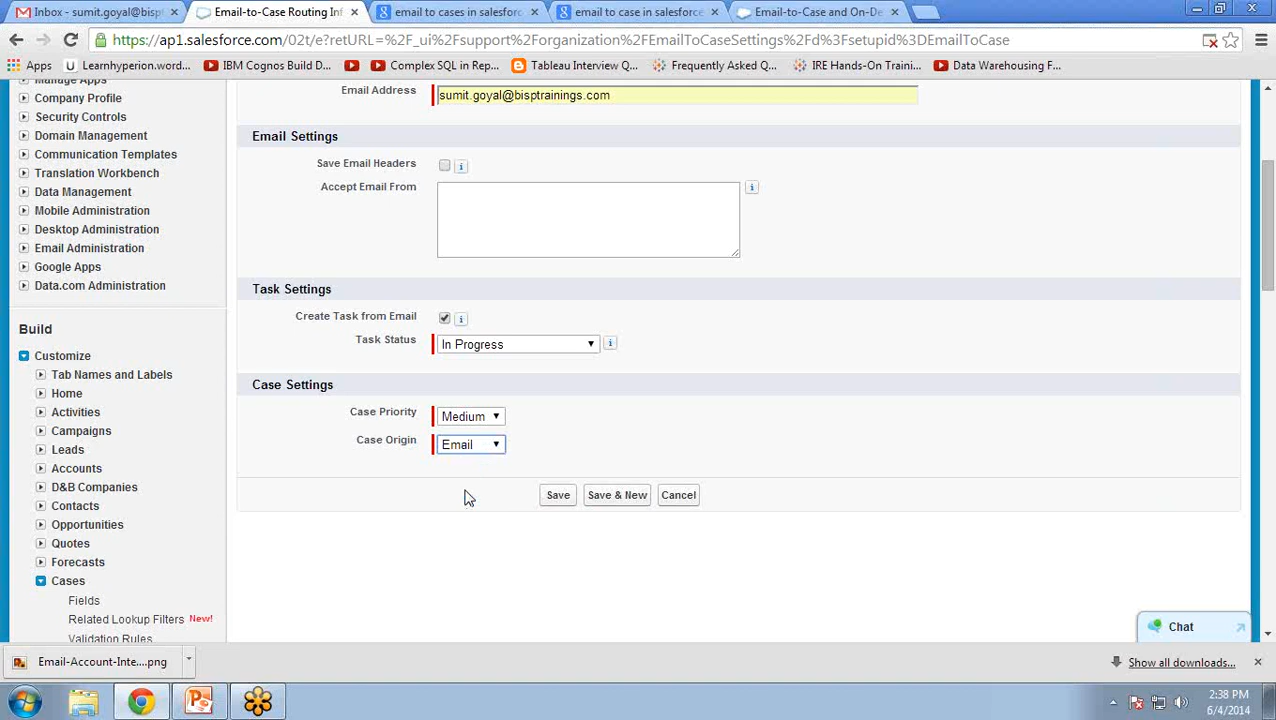 Inbox - sumit.goyal@bisp
Email-to-Case Routing Inf
email to cases in salesfor
email to case in salesforc
Email-to-Case and On-De
https://ap1.salesforce.com/02t/e?retURL=%2F_ui%2Fsupport%2Forganization%2FEmailToCaseSettings%2Fd%3Fsetupid%3DEmailToCase
Apps
Learnhyperion.word...
IBM Cognos Build D...
Complex SQL in Rep...
Tableau Interview Q...
Frequently Asked Q...
IRE Hands-On Traini...
Data Warehousing F...
Manage Apps
Company Profile
Security Controls
Domain Management
Communication Templates
Translation Workbench
Data Management
Mobile Administration
Desktop Administration
Email Administration
Google Apps
Data.com Administration
Build
Customize
Tab Names and Labels
Home
Activities
Campaigns
Leads
Accounts
D&B Companies
Contacts
Opportunities
Quotes
Forecasts
Cases
Fields
Related Lookup Filters New!
Validation Rules
Email Address sumit.goyal@bisptrainings.com
Email Settings
Save Email Headers
Accept Email From
Task Settings
Create Task from Email
Task Status In Progress
Case Settings
Case Priority Medium
Case Origin Email
Save Save & New Cancel
Chat
Email-Account-Inte....png
Show all downloads...
2:38 PM
6/4/2014